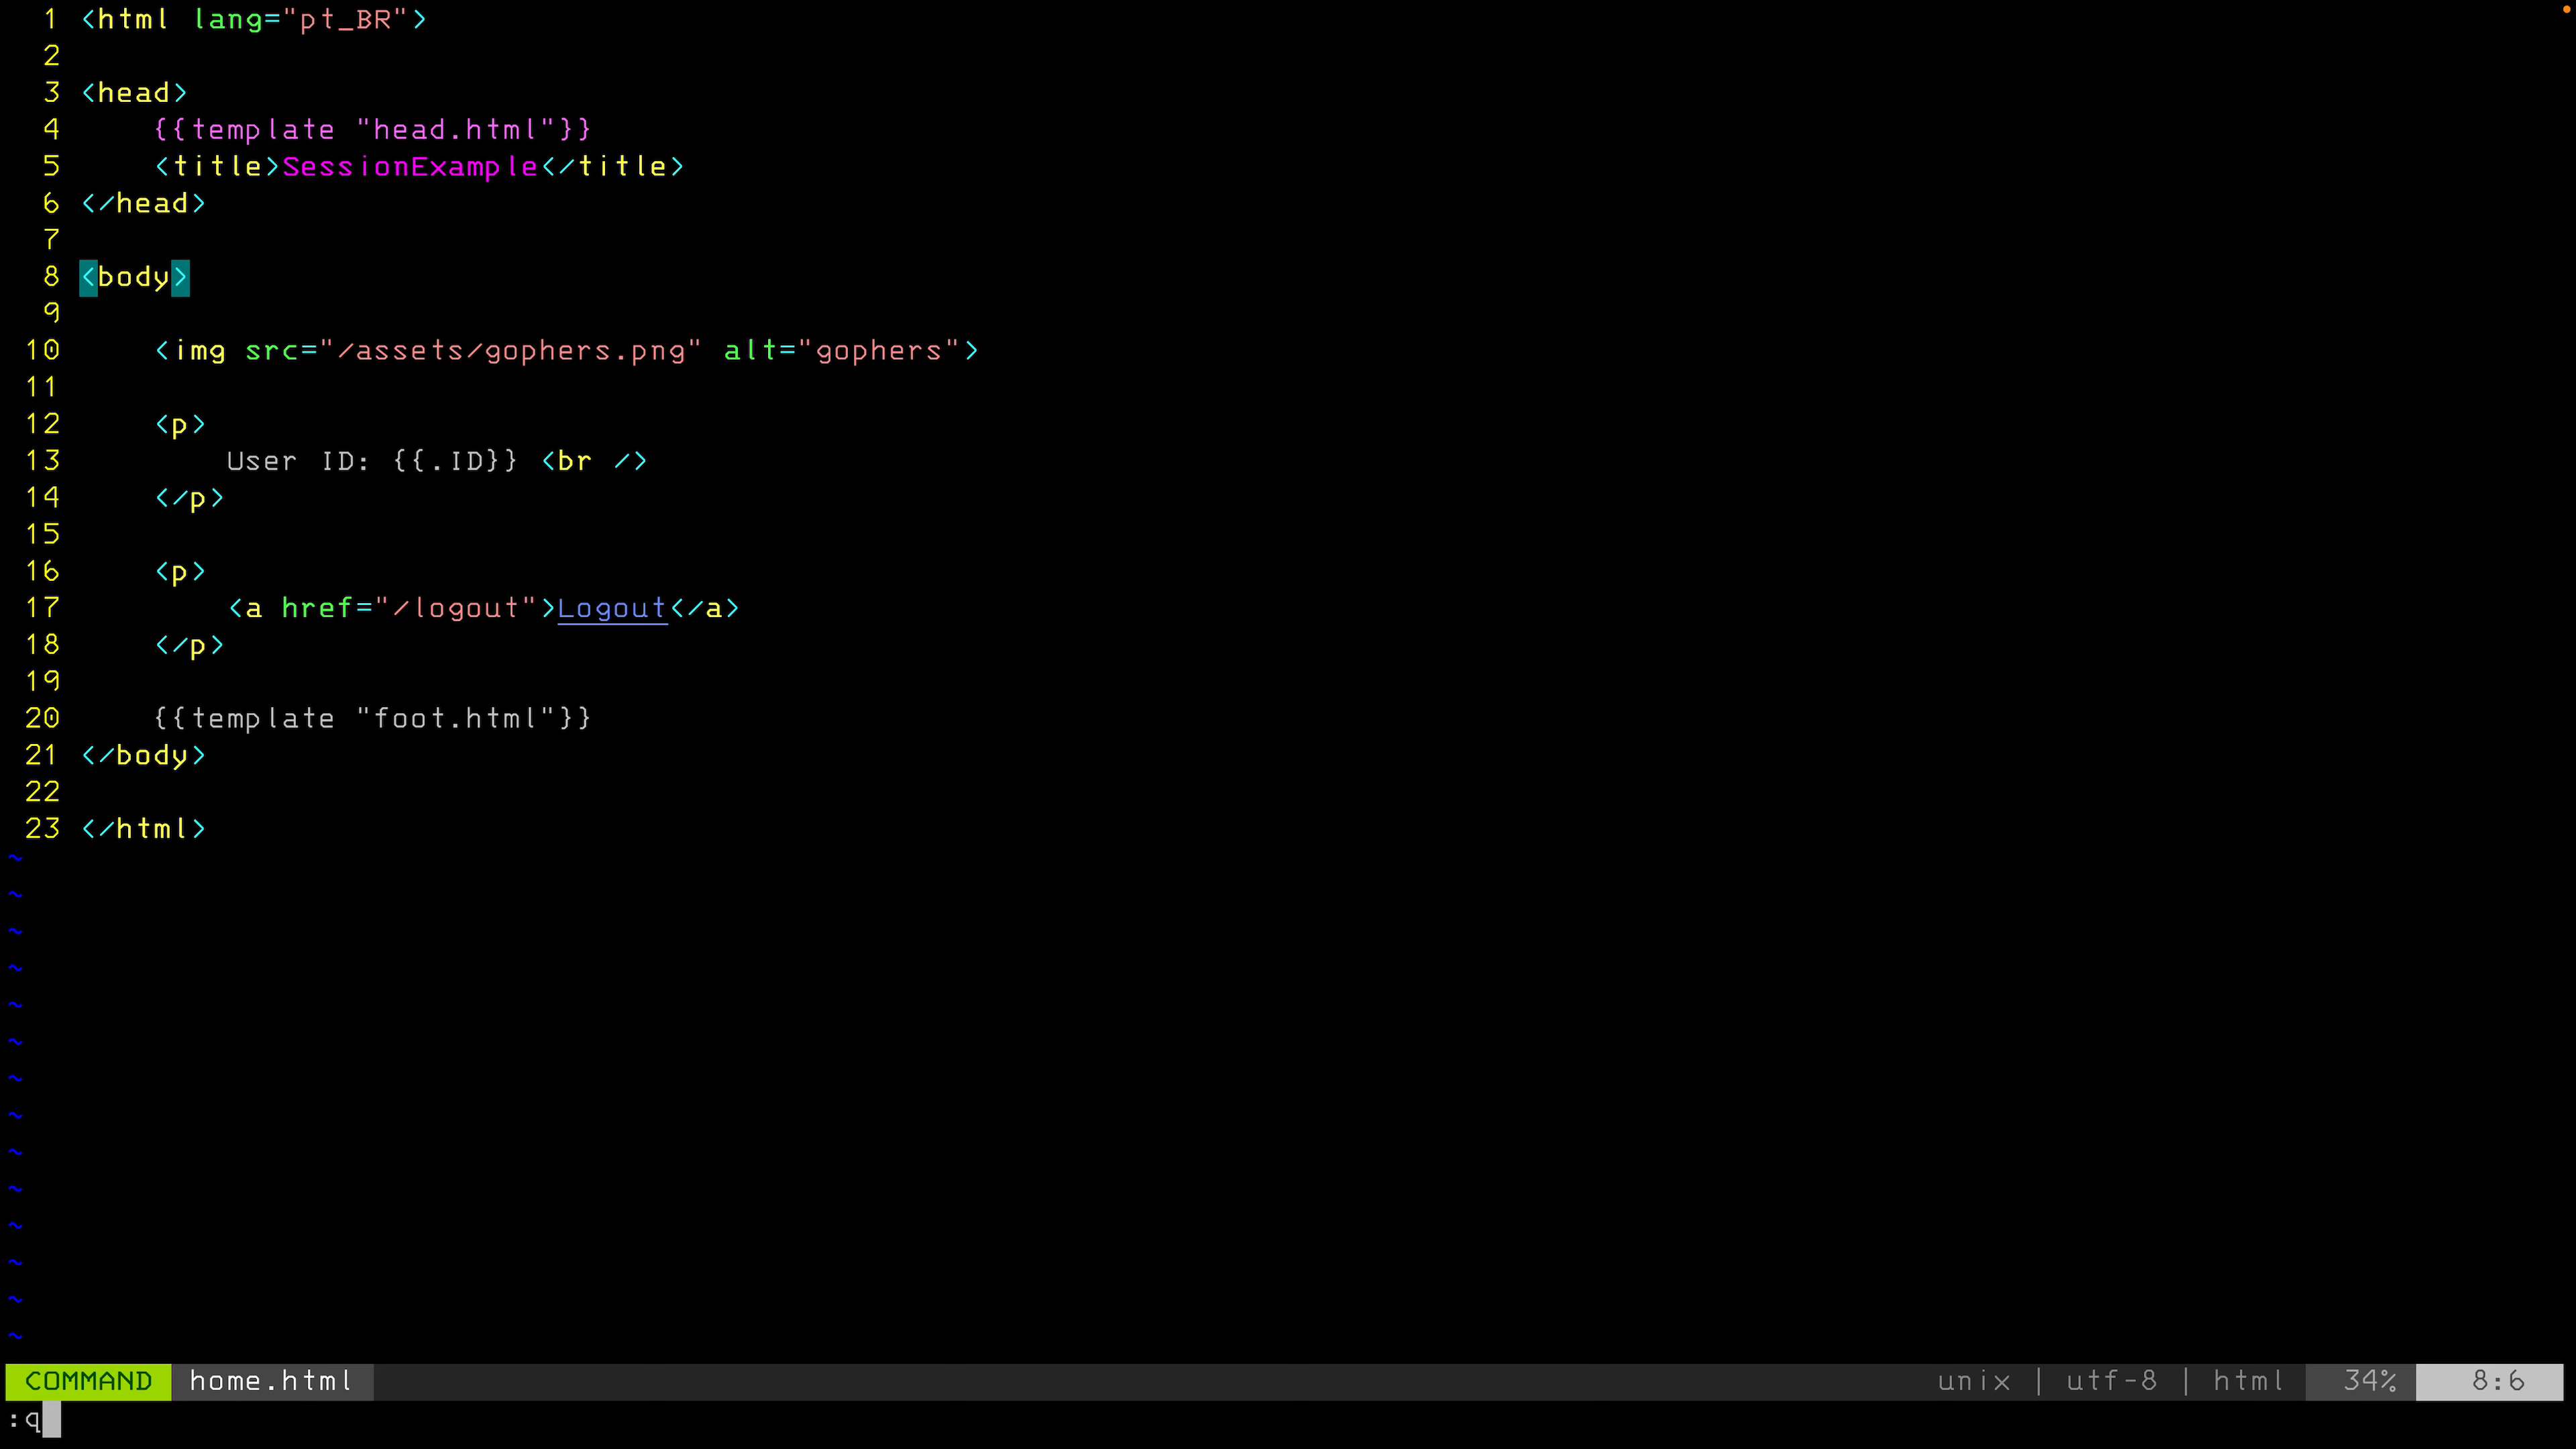 1 <html lang="pt_BR">
2
3 <head>
4     {{template "head.html"}}
5     <title>SessionExample</title>
6 </head>
7
8 <body>
9
10     <img src="/assets/gophers.png" alt="gophers">
11
12     <p>
13         User ID: {{.ID}} <br />
14     </p>
15
16     <p>
17         <a href="/logout">Logout</a>
18     </p>
19
20     {{template "foot.html"}}
21 </body>
22
23 </html>
~
~
~
~
~
~
~
~
~
~
~
~
~
~
COMMAND home.html unix | utf-8 | html 34% 8:6
:q